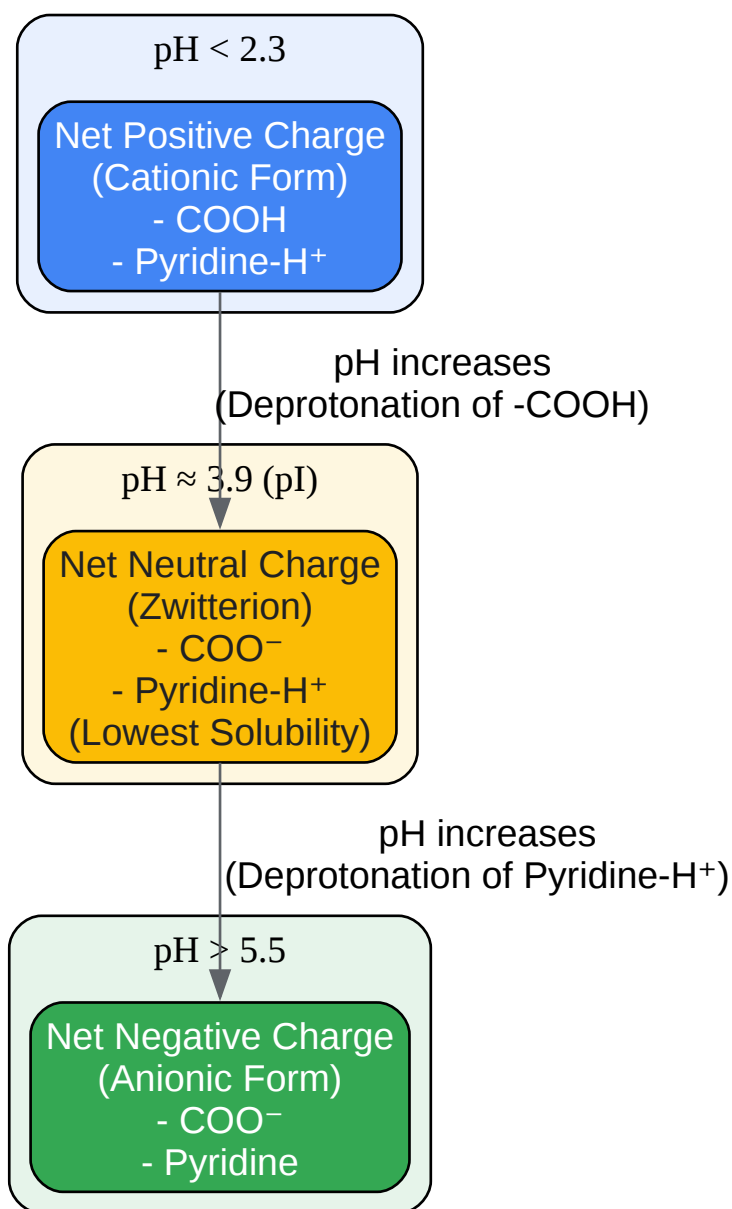 pH < 2.3
Net Positive Charge
(Cationic Form)
- COOH
- Pyridine-H⁺
pH increases
(Deprotonation of -COOH)
pH ≈ 3.9 (pI)
Net Neutral Charge
(Zwitterion)
- COO⁻
- Pyridine-H⁺
(Lowest Solubility)
pH increases
(Deprotonation of Pyridine-H⁺)
pH > 5.5
Net Negative Charge
(Anionic Form)
- COO⁻
- Pyridine